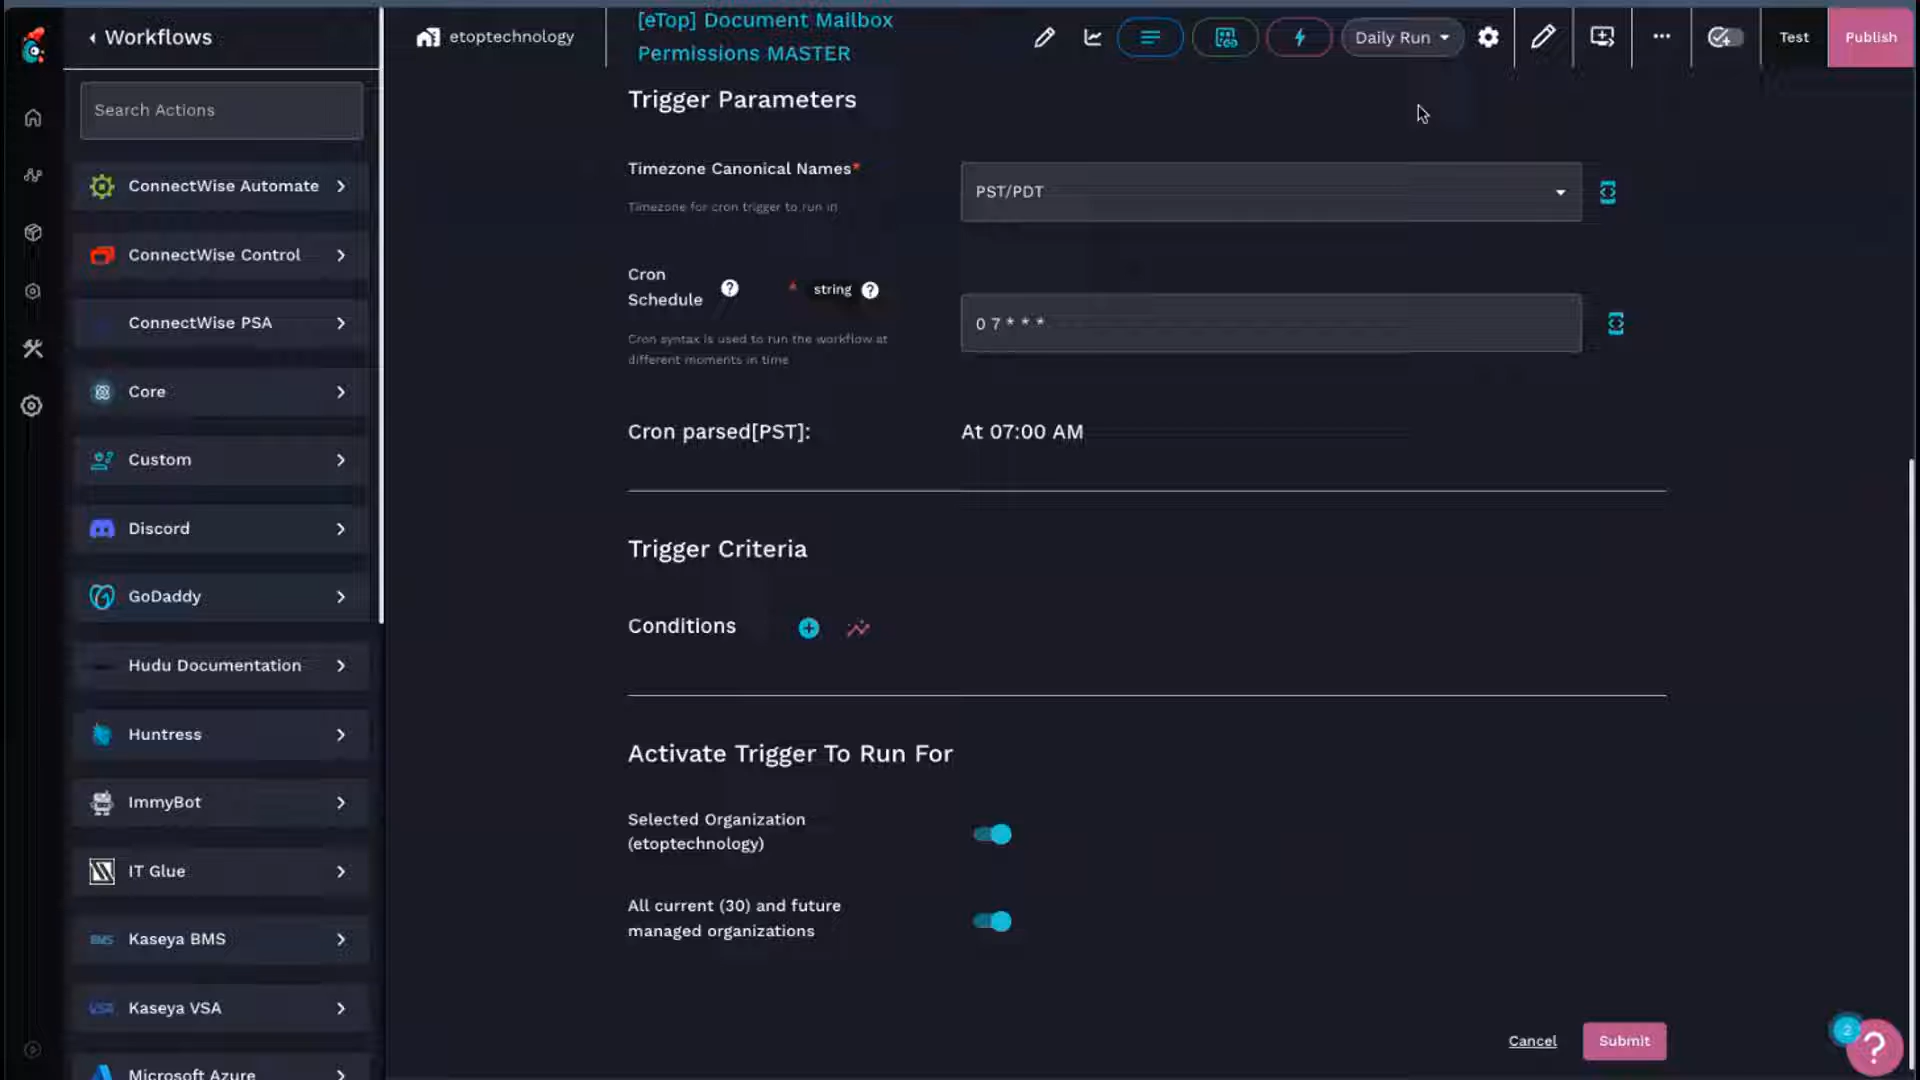 Workflows
Search Actions
ConnectWise Automate
ConnectWise Control
ConnectWise PSA
Core
Custom
Discord
GoDaddy
Hudu Documentation
Huntress
ImmyBot
IT Glue
BMS Kaseya BMS
VSA Kaseya VSA
Microsoft Azure
etoptechnology
[eTop] Document Mailbox
Permissions MASTER
Daily Run
Test
Publish
Trigger Parameters
Timezone Canonical Names*
Timezone for cron trigger to run in
PST/PDT
Cron
Schedule
* string
Cron syntax is used to run the workflow at
different moments in time
0 7 * * *
Cron parsed[PST]:
At 07:00 AM
Trigger Criteria
Conditions
Activate Trigger To Run For
Selected Organization
(etoptechnology)
All current (30) and future
managed organizations
Cancel
Submit
2